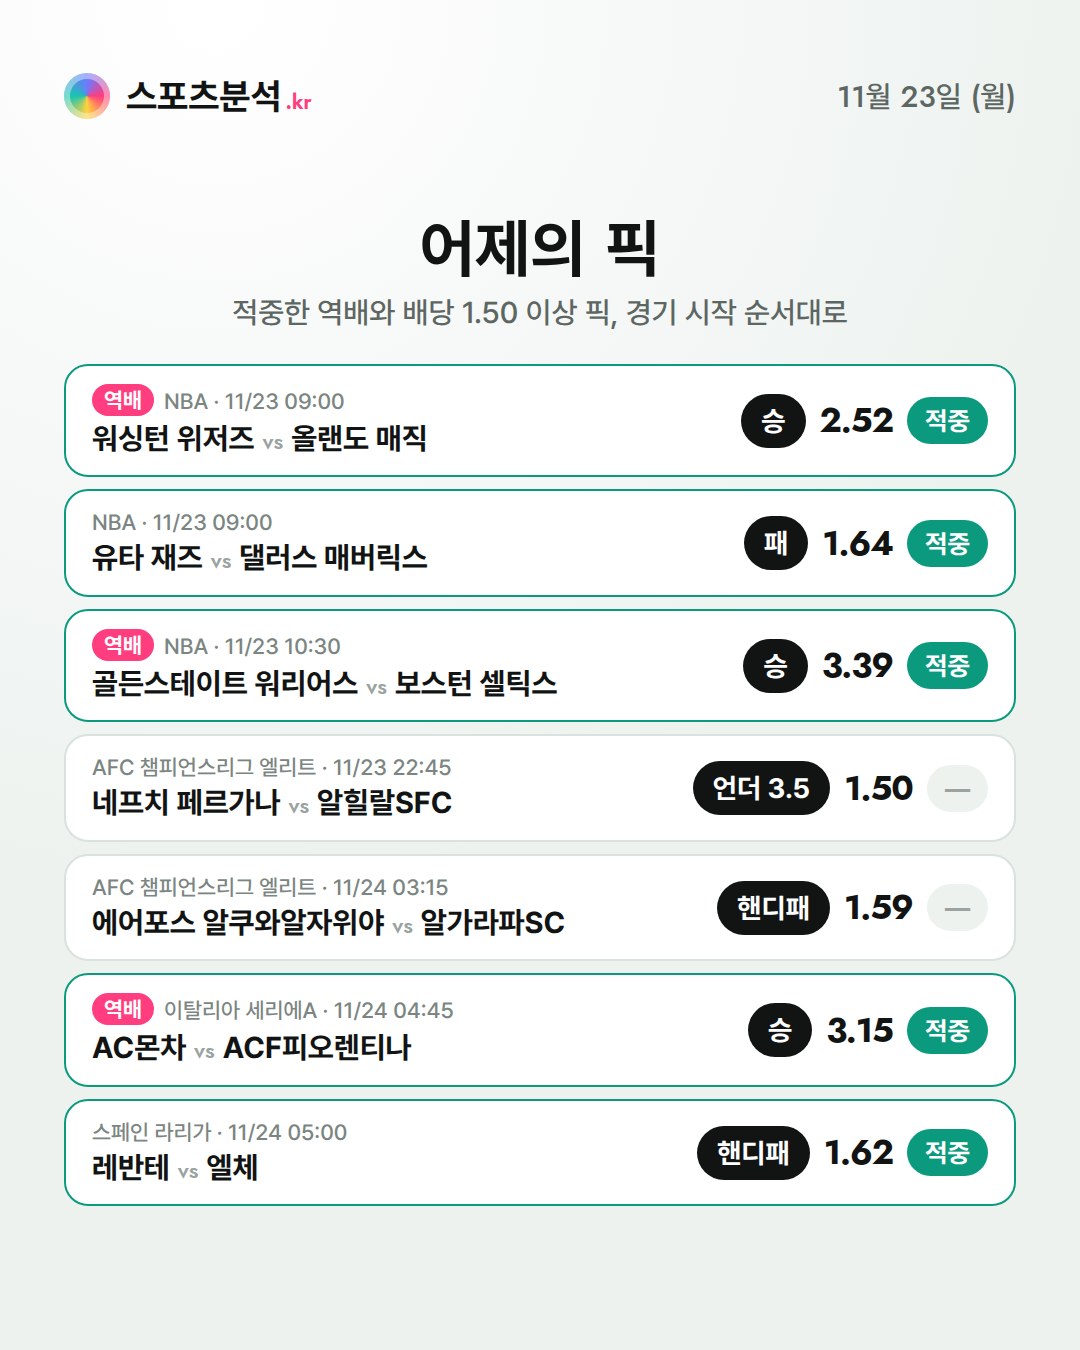 스포츠분석.kr
11월 23일 (월)
어제의 픽
적중한 역배와 배당 1.50 이상 픽, 경기 시작 순서대로
역배 NBA · 11/23 09:00
워싱턴 위저즈 vs 올랜도 매직
승 2.52 적중
NBA · 11/23 09:00
유타 재즈 vs 댈러스 매버릭스
패 1.64 적중
역배 NBA · 11/23 10:30
골든스테이트 워리어스 vs 보스턴 셀틱스
승 3.39 적중
AFC 챔피언스리그 엘리트 · 11/23 22:45
네프치 페르가나 vs 알힐랄SFC
언더 3.5 1.50 —
AFC 챔피언스리그 엘리트 · 11/24 03:15
에어포스 알쿠와알자위야 vs 알가라파SC
핸디패 1.59 —
역배 이탈리아 세리에A · 11/24 04:45
AC몬차 vs ACF피오렌티나
승 3.15 적중
스페인 라리가 · 11/24 05:00
레반테 vs 엘체
핸디패 1.62 적중